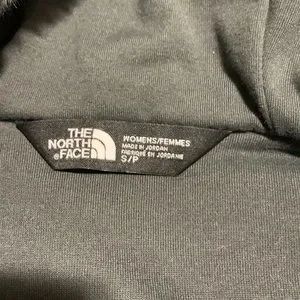 THE
NORTH
FACE
WOMENS/FEMMES
MADE IN JORDAN
FABRIQUÉ EN JORDANIE
S/P